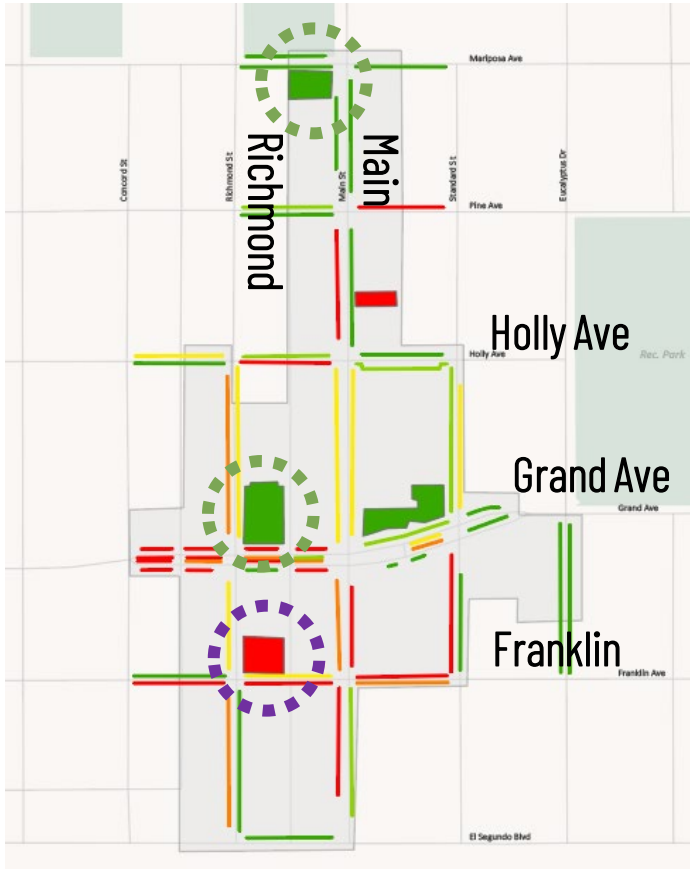 Mariposa Ave
Richmond
Main
Concord St
Richmond St
Main St
Standard St
Eucalyptus Dr
Pine Ave
Holly Ave
Holly Ave
Rec. Park
Grand Ave
Grand Ave
Franklin
Franklin Ave
El Segundo Blvd